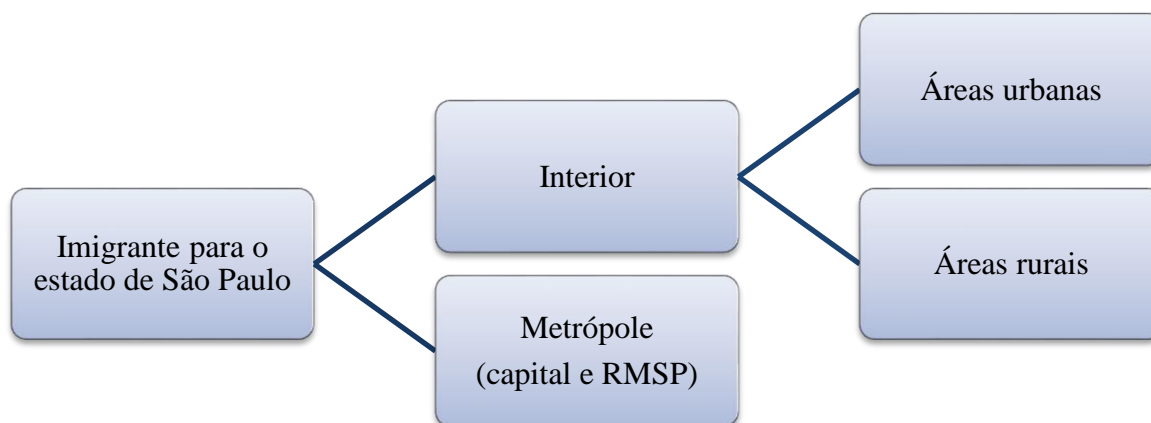 Imigrante para o
estado de São Paulo
Interior
Metrópole
(capital e RMSP)
Áreas urbanas
Áreas rurais